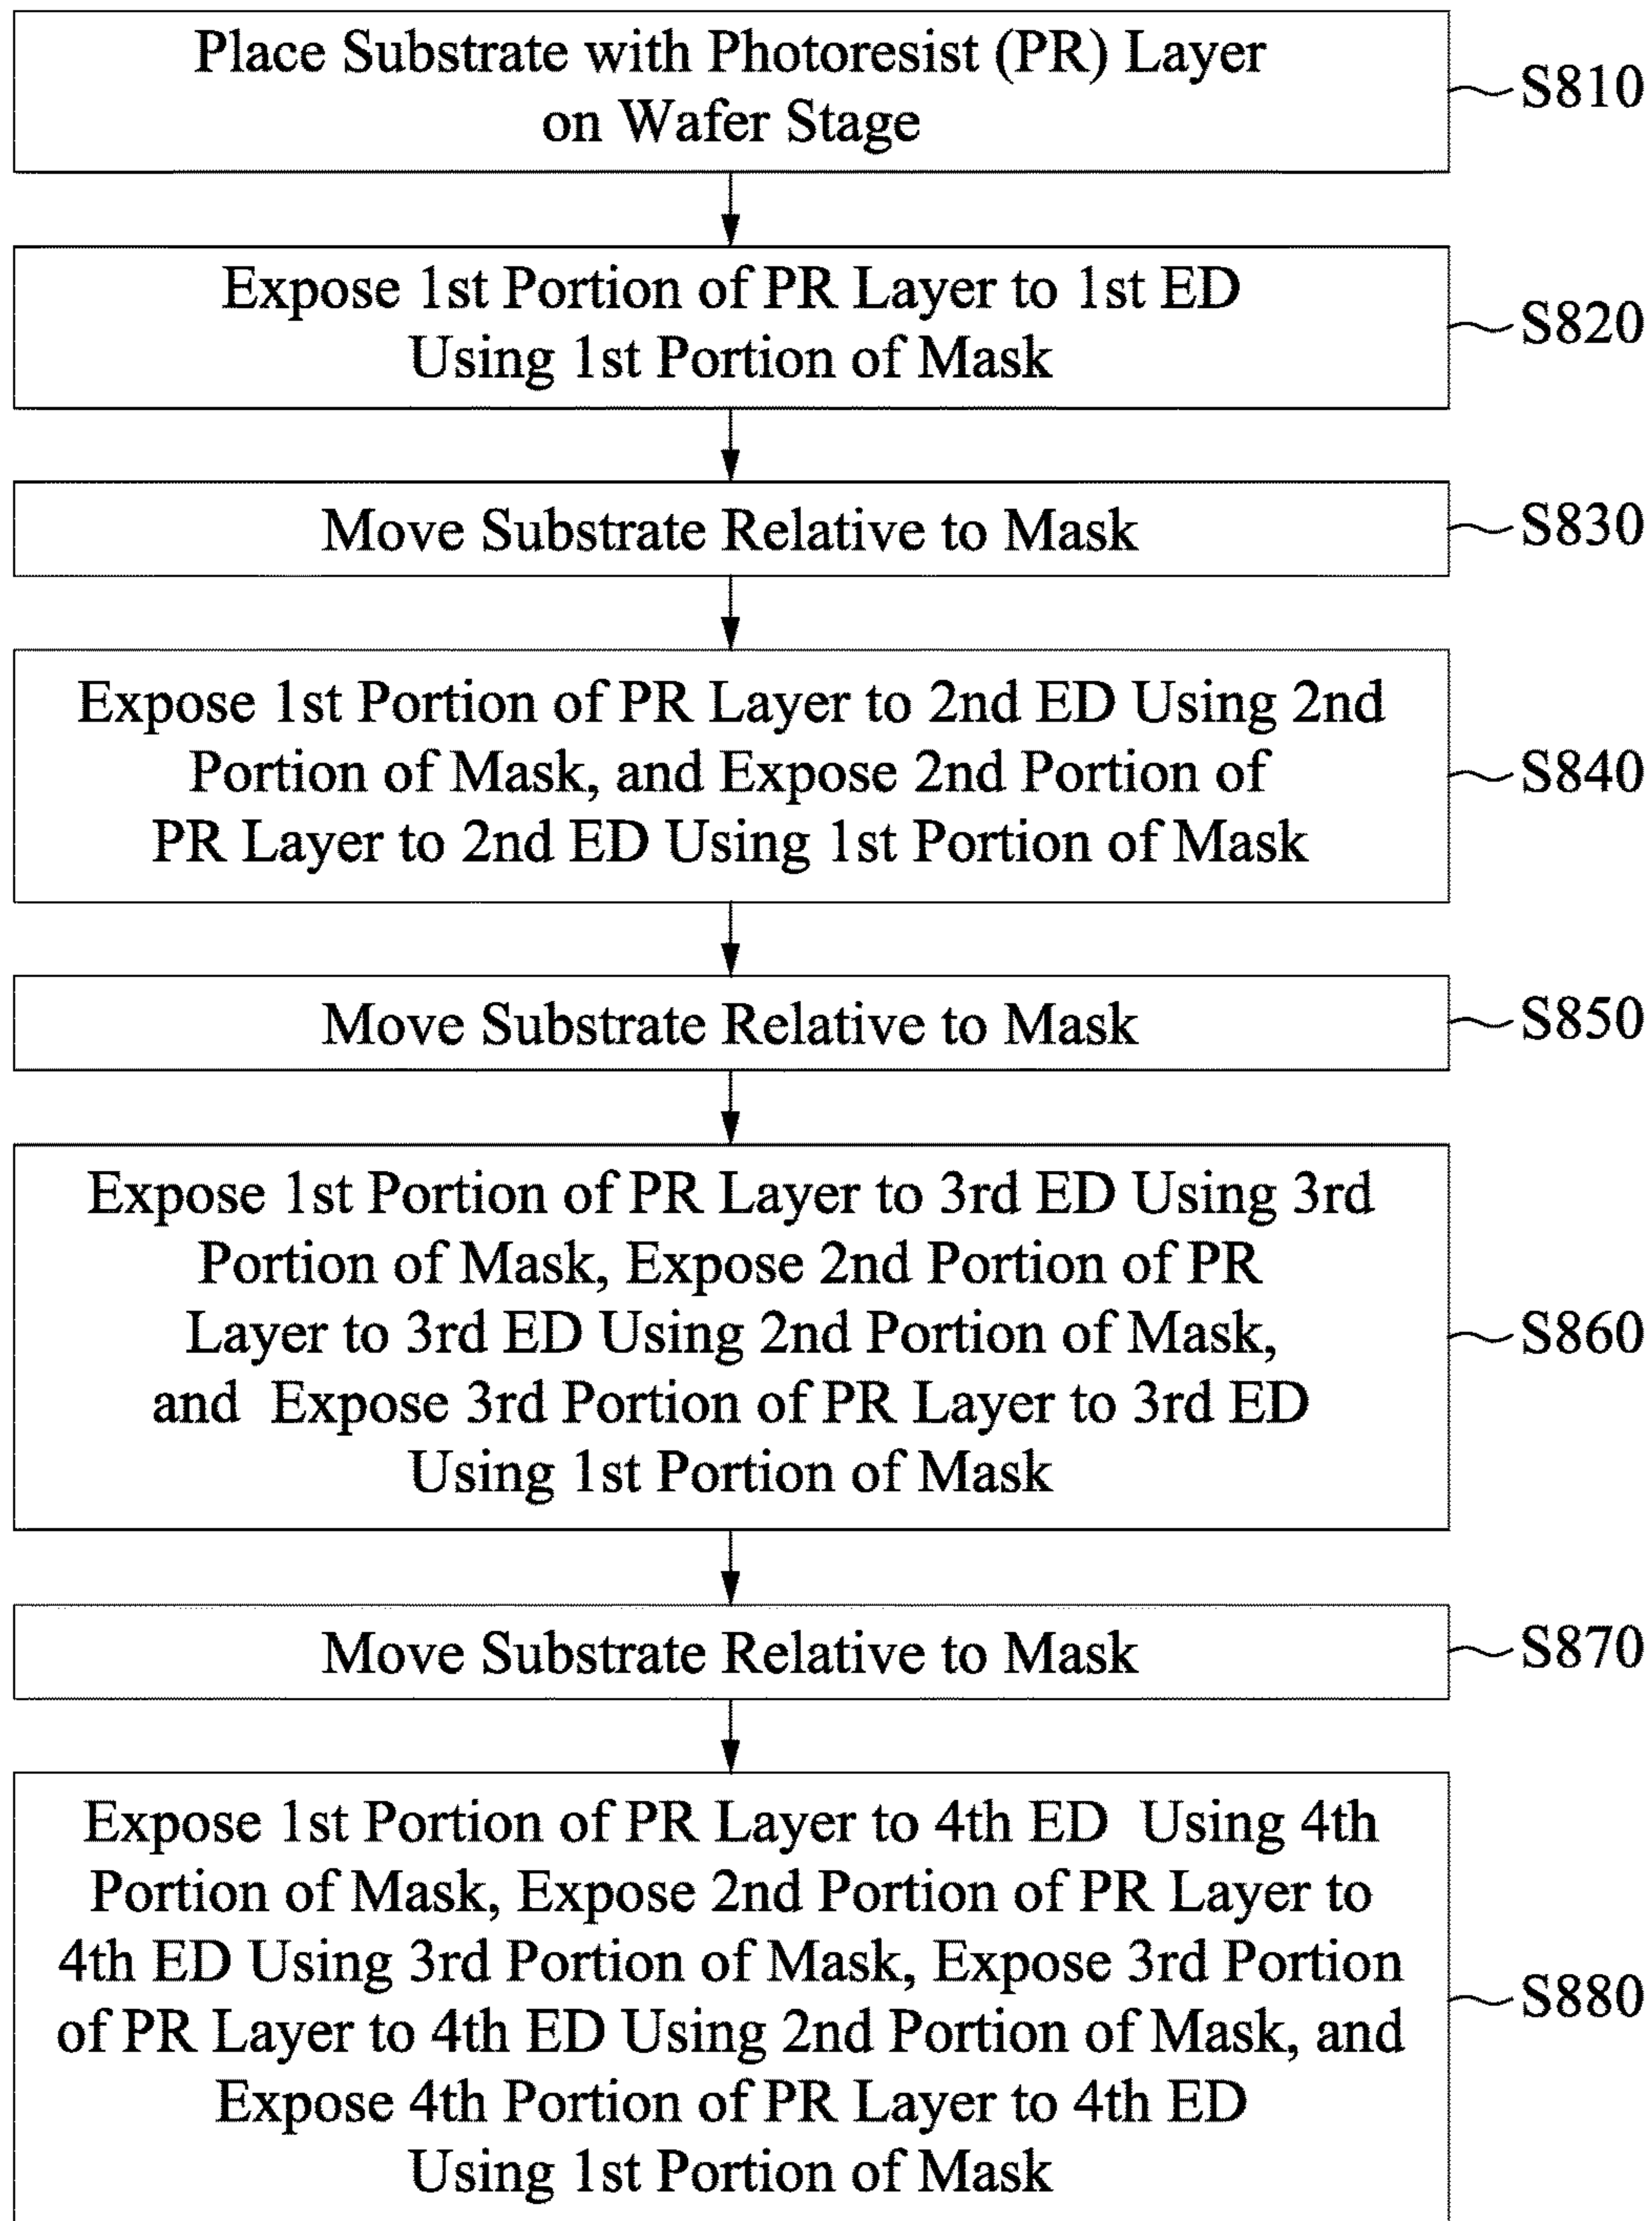 Place Substrate with Photoresist (PR) Layer
on Wafer Stage
S810
Expose 1st Portion of PR Layer to 1st ED
Using 1st Portion of Mask
S820
Move Substrate Relative to Mask
S830
Expose 1st Portion of PR Layer to 2nd ED Using 2nd
Portion of Mask, and Expose 2nd Portion of
PR Layer to 2nd ED Using 1st Portion of Mask
S840
Move Substrate Relative to Mask
S850
Expose 1st Portion of PR Layer to 3rd ED Using 3rd
Portion of Mask, Expose 2nd Portion of PR
Layer to 3rd ED Using 2nd Portion of Mask,
and Expose 3rd Portion of PR Layer to 3rd ED
Using 1st Portion of Mask
S860
Move Substrate Relative to Mask
S870
Expose 1st Portion of PR Layer to 4th ED Using 4th
Portion of Mask, Expose 2nd Portion of PR Layer to
4th ED Using 3rd Portion of Mask, Expose 3rd Portion
of PR Layer to 4th ED Using 2nd Portion of Mask, and
Expose 4th Portion of PR Layer to 4th ED
Using 1st Portion of Mask
S880